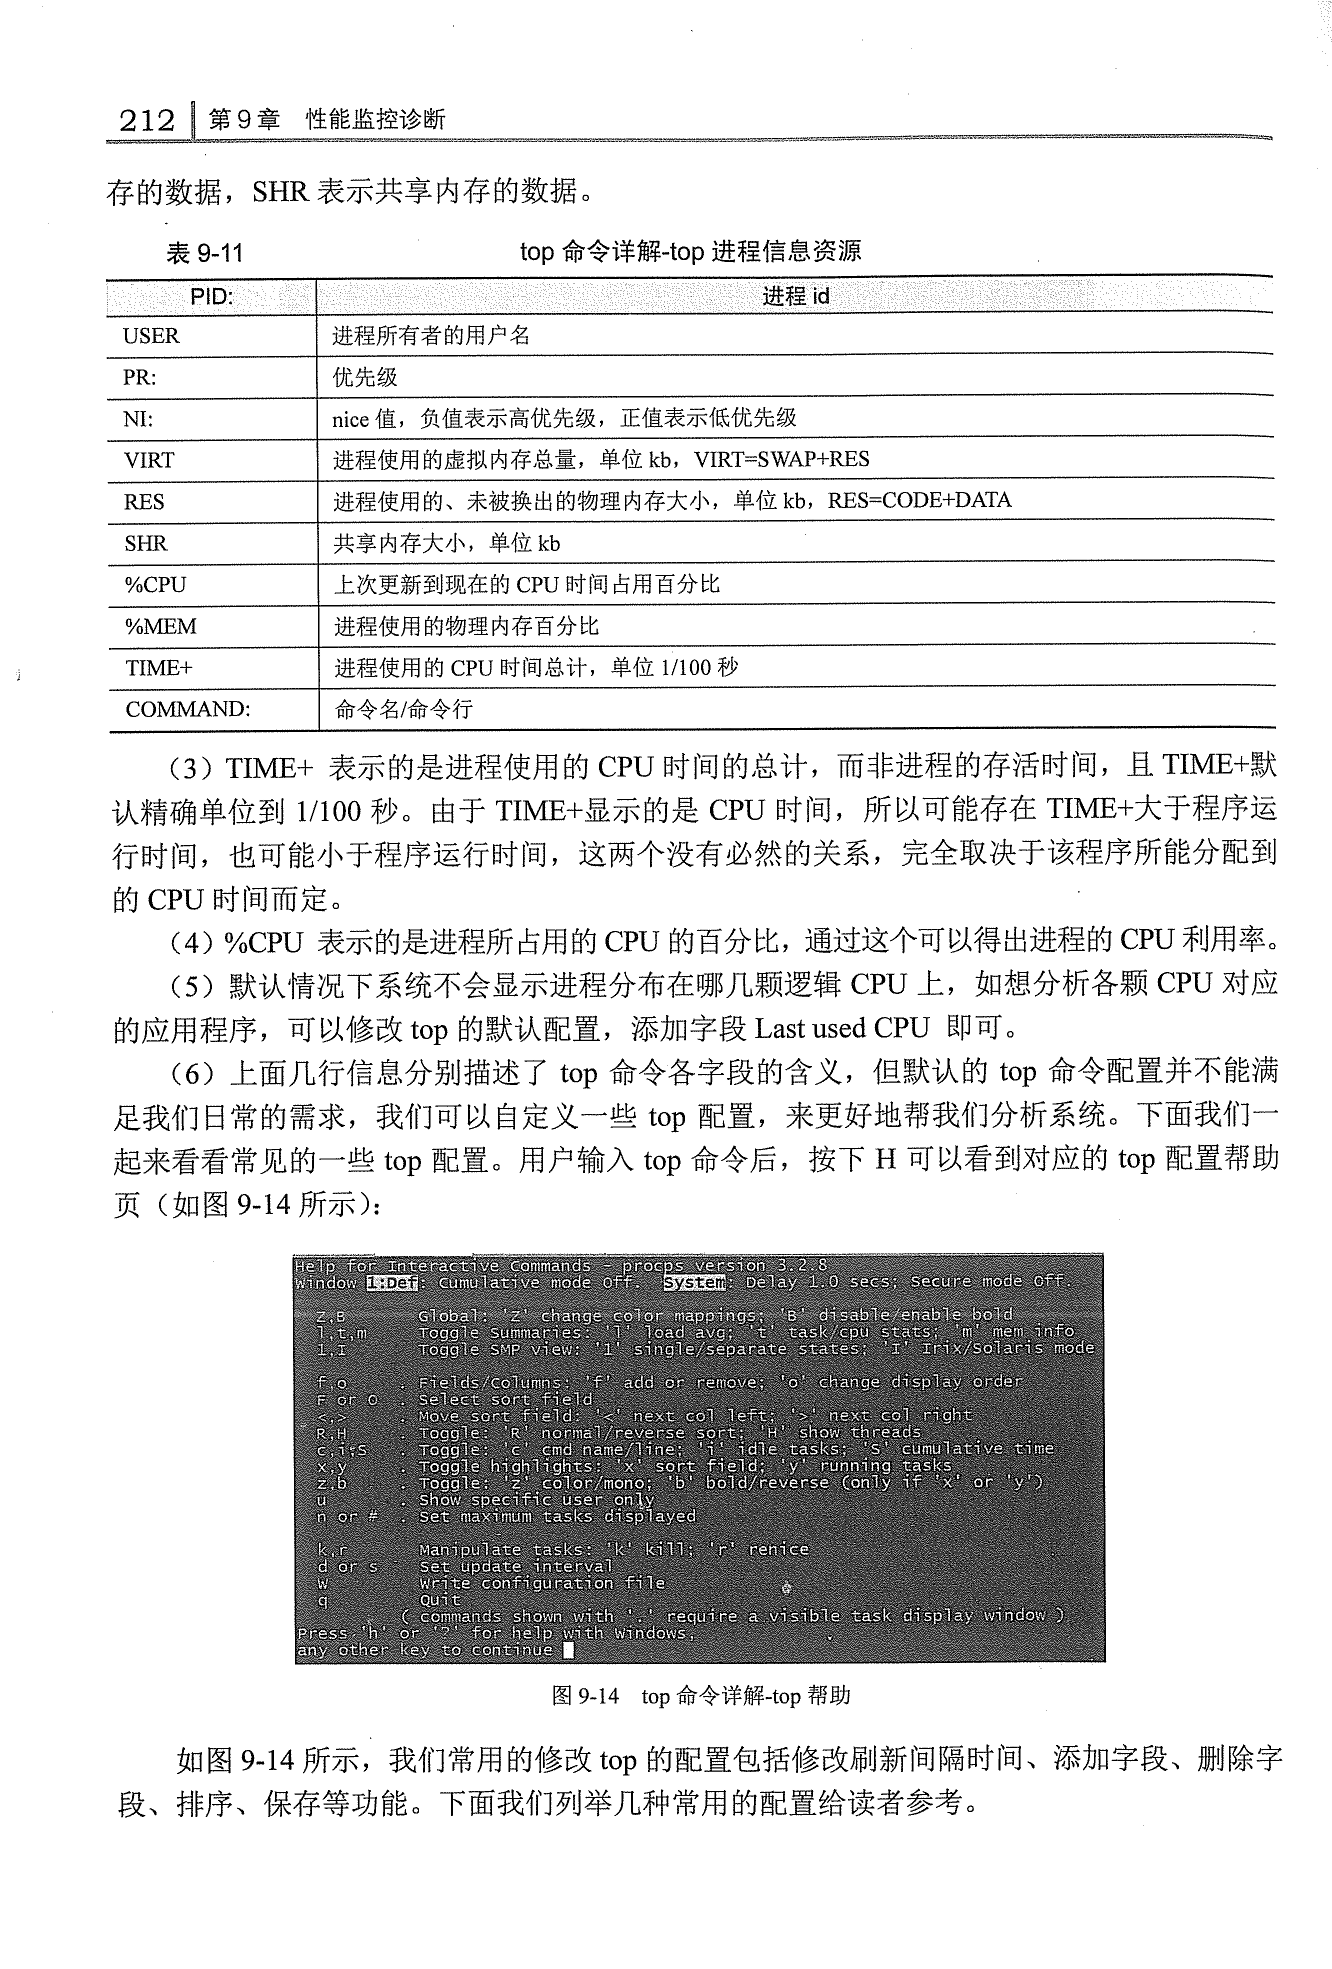 212 第9章 性能监控诊断
存的数据，SHR 表示共享内存的数据。
表 9-11 top 命令详解-top 进程信息资源
PID: 进程 id
USER 进程所有者的用户名
PR: 优先级
NI: nice 值，负值表示高优先级，正值表示低优先级
VIRT 进程使用的虚拟内存总量，单位 kb，VIRT=SWAP+RES
RES 进程使用的、未被换出的物理内存大小，单位 kb，RES=CODE+DATA
SHR 共享内存大小，单位 kb
%CPU 上次更新到现在的 CPU 时间占用百分比
%MEM 进程使用的物理内存百分比
TIME+ 进程使用的 CPU 时间总计，单位 1/100 秒
COMMAND: 命令名/命令行
（3）TIME+ 表示的是进程使用的 CPU 时间的总计，而非进程的存活时间，且 TIME+默
认精确单位到 1/100 秒。由于 TIME+显示的是 CPU 时间，所以可能存在 TIME+大于程序运
行时间，也可能小于程序运行时间，这两个没有必然的关系，完全取决于该程序所能分配到
的 CPU 时间而定。
（4）%CPU 表示的是进程所占用的 CPU 的百分比，通过这个可以得出进程的 CPU 利用率。
（5）默认情况下系统不会显示进程分布在哪几颗逻辑 CPU 上，如想分析各颗 CPU 对应
的应用程序，可以修改 top 的默认配置，添加字段 Last used CPU 即可。
（6）上面几行信息分别描述了 top 命令各字段的含义，但默认的 top 命令配置并不能满
足我们日常的需求，我们可以自定义一些 top 配置，来更好地帮我们分析系统。下面我们一
起来看看常见的一些 top 配置。用户输入 top 命令后，按下 H 可以看到对应的 top 配置帮助
页（如图 9-14 所示）：
Help for Interactive Commands - procps version 3.2.8
Window 1:Def: Cumulative mode Off. System: Delay 1.0 secs; Secure mode Off.
Z,B Global: 'Z' change color mappings; 'B' disable/enable bold
l,t,m Toggle Summaries: 'l' load avg; 't' task/cpu stats; 'm' mem info
1,I Toggle SMP view: '1' single/separate states; 'I' Irix/Solaris mode
f,o . Fields/Columns: 'f' add or remove; 'o' change display order
F or O . Select sort field
<,> . Move sort field: '<' next col left; '>' next col right
R,H . Toggle: 'R' normal/reverse sort; 'H' show threads
c,i,S . Toggle: 'c' cmd name/line; 'i' idle tasks; 'S' cumulative time
x,y . Toggle highlights: 'x' sort field; 'y' running tasks
z,b . Toggle: 'z' color/mono; 'b' bold/reverse (only if 'x' or 'y')
u . Show specific user only
n or # . Set maximum tasks displayed
k,r Manipulate tasks: 'k' kill; 'r' renice
d or s Set update interval
W Write configuration file
q Quit
( commands shown with '.' require a visible task display window )
Press 'h' or '?' for help with Windows,
any other key to continue
图 9-14 top 命令详解-top 帮助
如图 9-14 所示，我们常用的修改 top 的配置包括修改刷新间隔时间、添加字段、删除字
段、排序、保存等功能。下面我们列举几种常用的配置给读者参考。